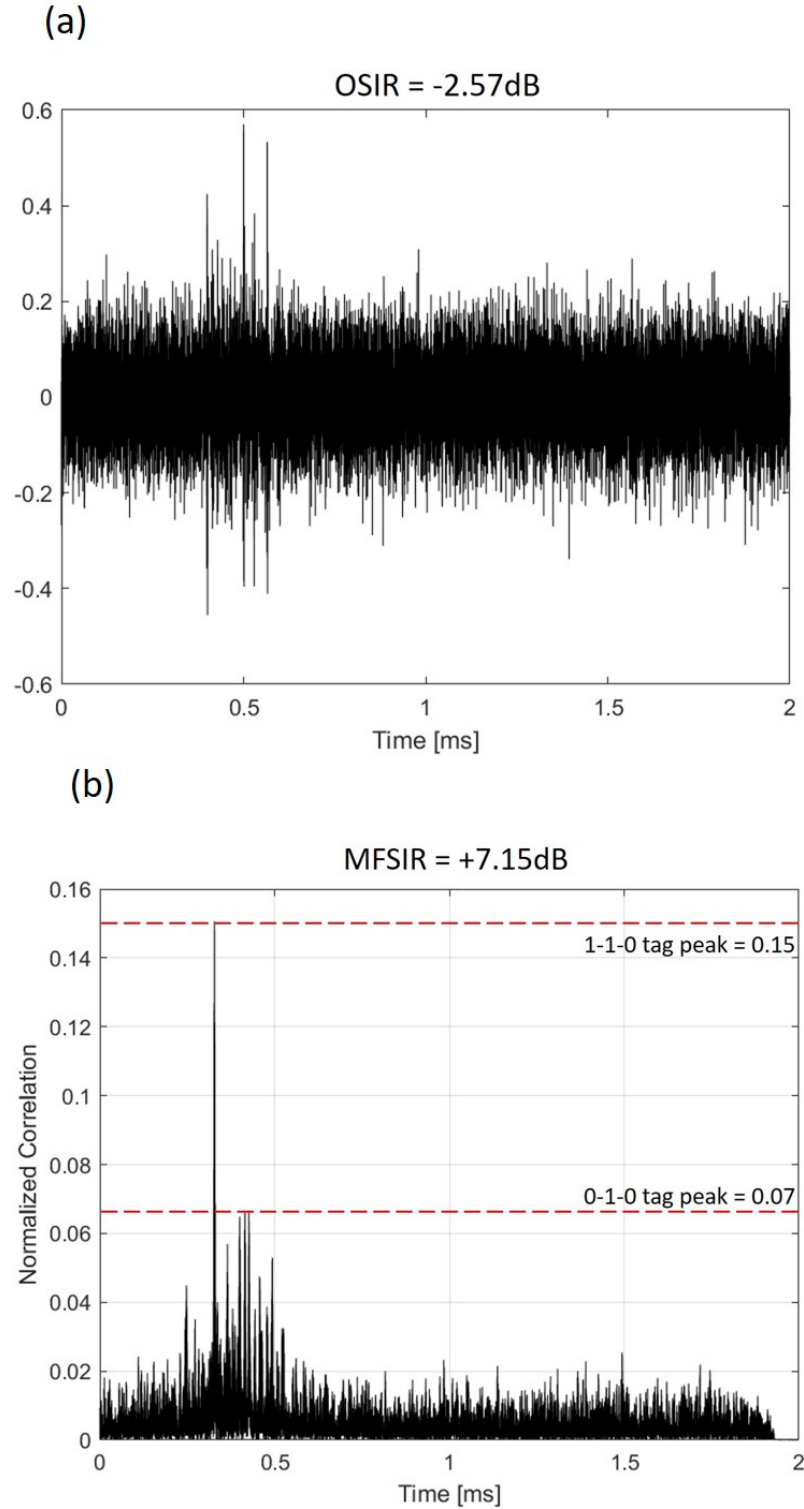 (a)
OSIR = -2.57dB
0.6
0.4
0.2
0
-0.2
-0.4
-0.6
0
0.5
1
1.5
2
Time [ms]
(b)
MFSIR = +7.15dB
0.16
1-1-0 tag peak = 0.15
0.14
0.12
0.1
0.08
0-1-0 tag peak = 0.07
0.06
0.04
0.02
0
Normalized Correlation
0
0.5
1
1.5
2
Time [ms]